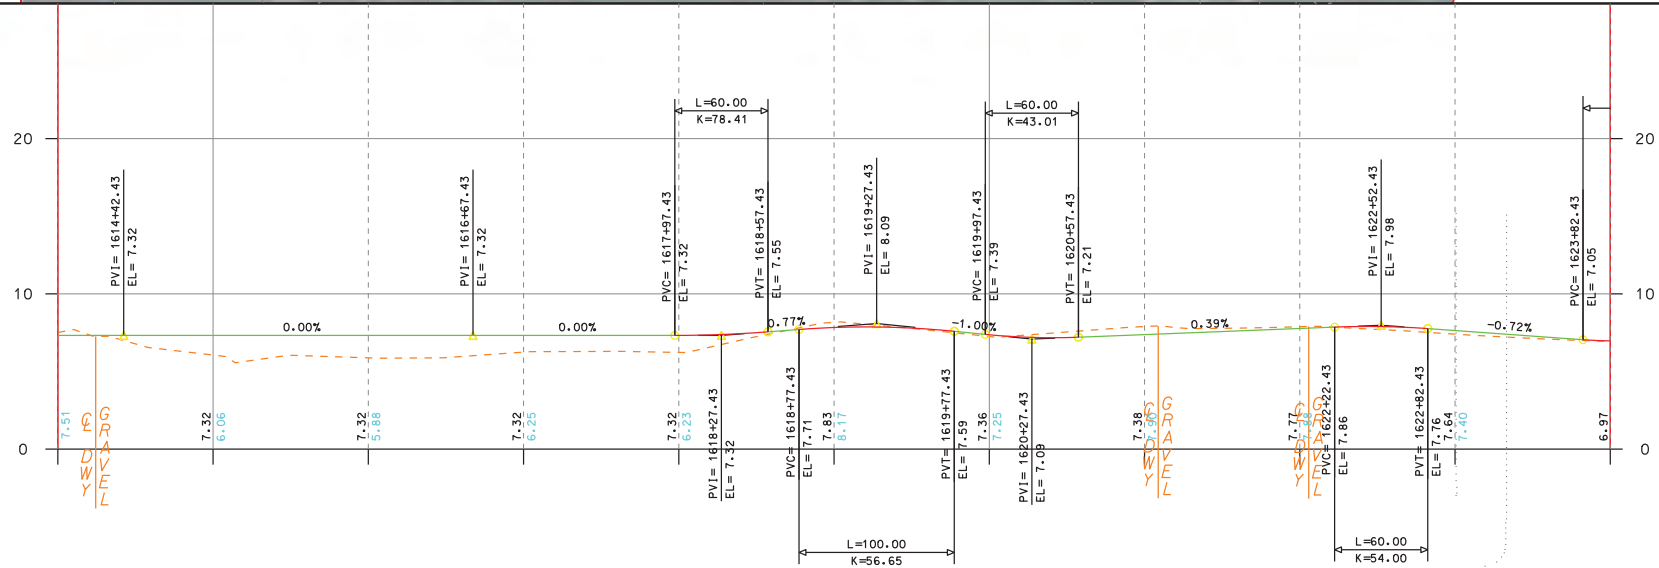 L=60.00
K=78.41
L=60.00
K=43.01
20
20
PVI= 1614+42.43
EL= 7.32
PVI= 1616+67.43
EL= 7.32
PVC= 1617+97.43
EL= 7.32
PVT= 1618+57.43
EL= 7.55
PVI= 1619+27.43
EL= 8.09
PVC= 1619+97.43
EL= 7.39
PVT= 1620+57.43
EL= 7.21
PVI= 1622+52.43
EL= 7.98
PVC= 1623+82.43
EL= 7.05
10
10
0.00%
0.00%
0.77%
-1.00%
0.39%
-0.72%
7.51
℄ DWY
GRAVEL
7.32
6.06
7.32
5.88
7.32
6.25
7.32
6.23
PVI= 1618+27.43
EL= 7.32
PVC= 1618+77.43
EL= 7.71
7.83
8.17
PVT= 1619+77.43
EL= 7.59
7.36
7.25
PVI= 1620+27.43
EL= 7.09
7.38
7.90
℄ DWY
GRAVEL
7.77
℄ DWY
GRAVEL
PVC= 1622+22.43
EL= 7.86
PVT= 1622+82.43
EL= 7.76
7.64
7.40
6.97
0
0
L=100.00
K=56.65
L=60.00
K=54.00